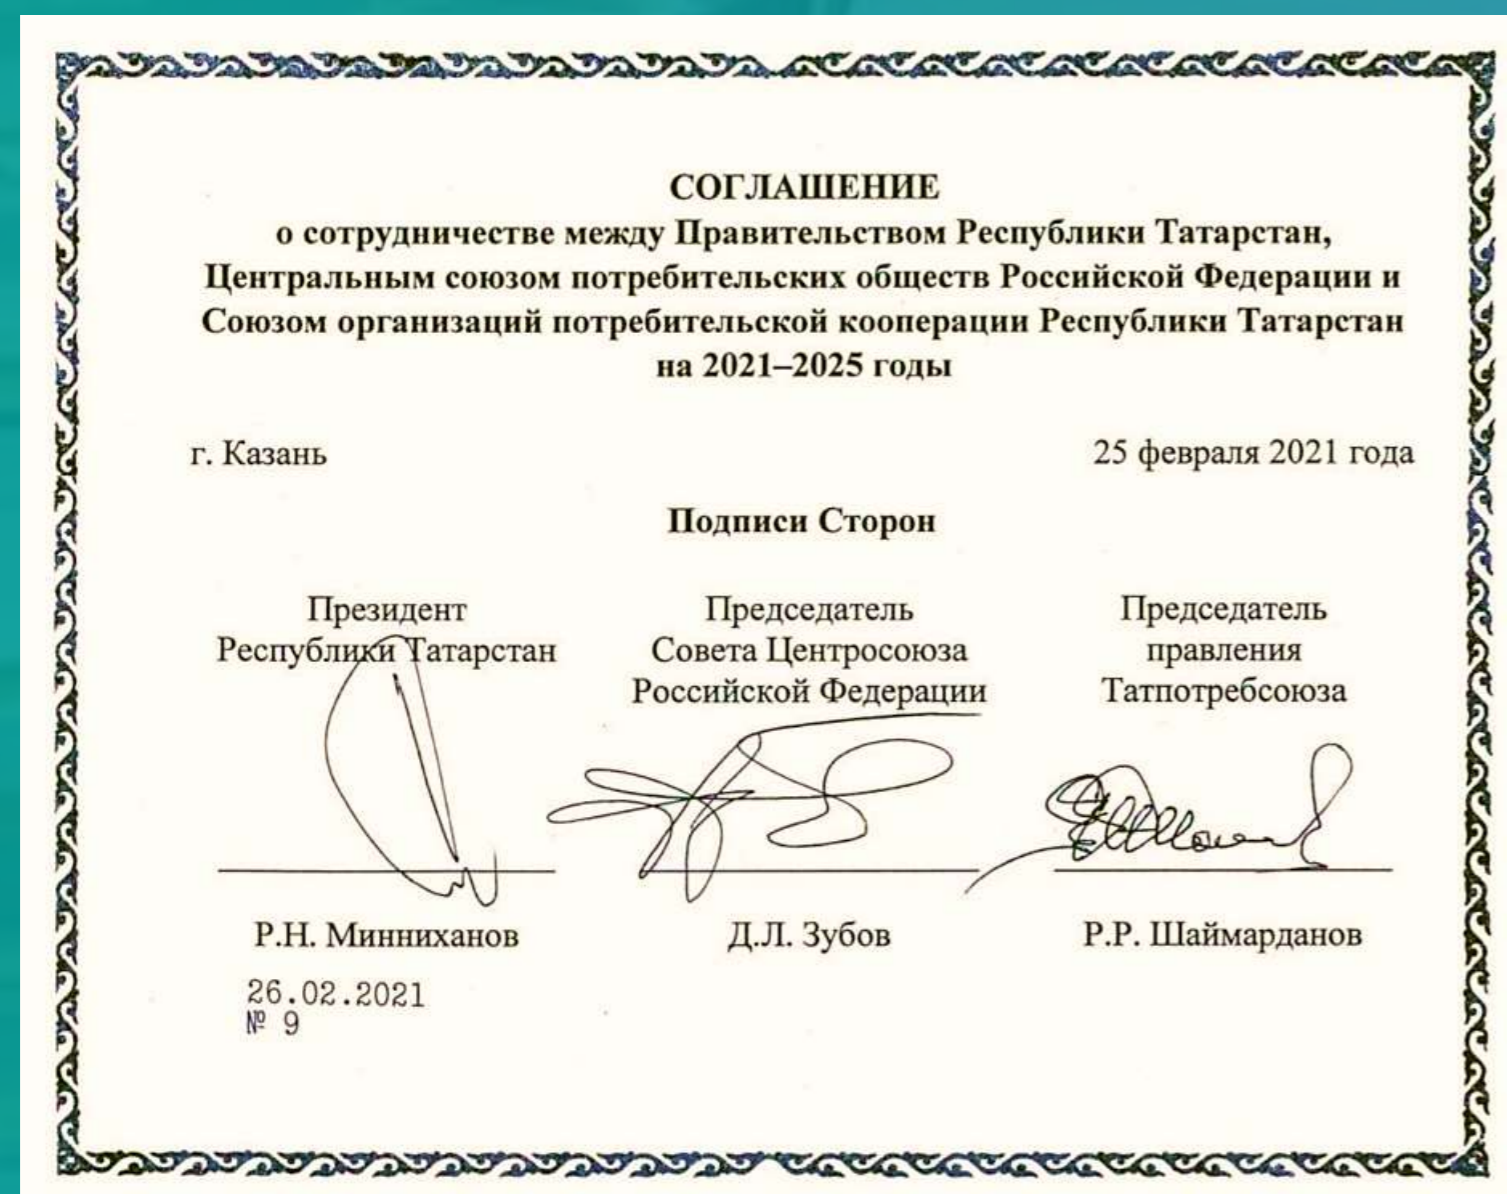 СОГЛАШЕНИЕ
о сотрудничестве между Правительством Республики Татарстан,
Центральным союзом потребительских обществ Российской Федерации и
Союзом организаций потребительской кооперации Республики Татарстан
на 2021–2025 годы
г. Казань 25 февраля 2021 года
Подписи Сторон
Президент Председатель Председатель
Республики Татарстан Совета Центросоюза правления
Российской Федерации Татпотребсоюза
Р.Н. Минниханов Д.Л. Зубов Р.Р. Шаймарданов
26.02.2021
№ 9